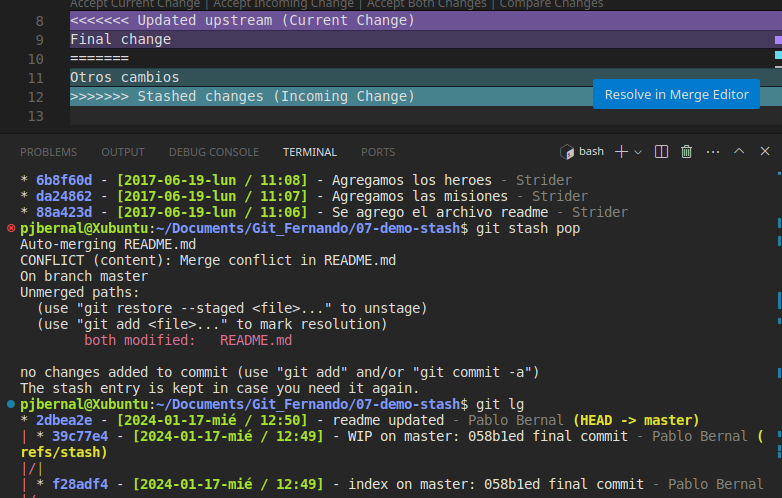 Accept Current Change | Accept Incoming Change | Accept Both Changes | Compare Changes
8 <<<<<<< Updated upstream (Current Change)
9 Final change
10 =======
11 Otros cambios
12 >>>>>>> Stashed changes (Incoming Change)
Resolve in Merge Editor
13
PROBLEMS OUTPUT DEBUG CONSOLE TERMINAL PORTS bash
* 6b8f60d - [2017-06-19-lun / 11:08] - Agregamos los heroes - Strider
* da24862 - [2017-06-19-lun / 11:07] - Agregamos las misiones - Strider
* 88a423d - [2017-06-19-lun / 11:06] - Se agrego el archivo readme - Strider
pjbernal@Xubuntu:~/Documents/Git_Fernando/07-demo-stash$ git stash pop
Auto-merging README.md
CONFLICT (content): Merge conflict in README.md
On branch master
Unmerged paths:
(use "git restore --staged <file>..." to unstage)
(use "git add <file>..." to mark resolution)
both modified: README.md
no changes added to commit (use "git add" and/or "git commit -a")
The stash entry is kept in case you need it again.
pjbernal@Xubuntu:~/Documents/Git_Fernando/07-demo-stash$ git lg
* 2dbea2e - [2024-01-17-mié / 12:50] - readme updated - Pablo Bernal (HEAD -> master)
| * 39c77e4 - [2024-01-17-mié / 12:49] - WIP on master: 058b1ed final commit - Pablo Bernal (
refs/stash)
|/|
| * f28adf4 - [2024-01-17-mié / 12:49] - index on master: 058b1ed final commit - Pablo Bernal
|/